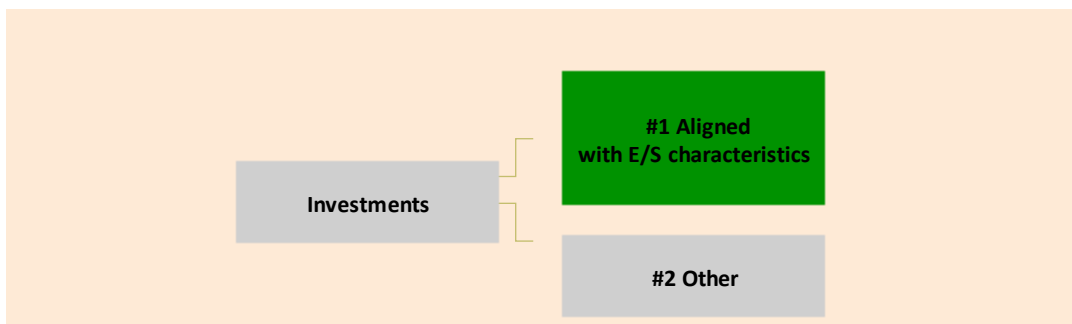 #1 Aligned
with E/S characteristics
Investments
#2 Other